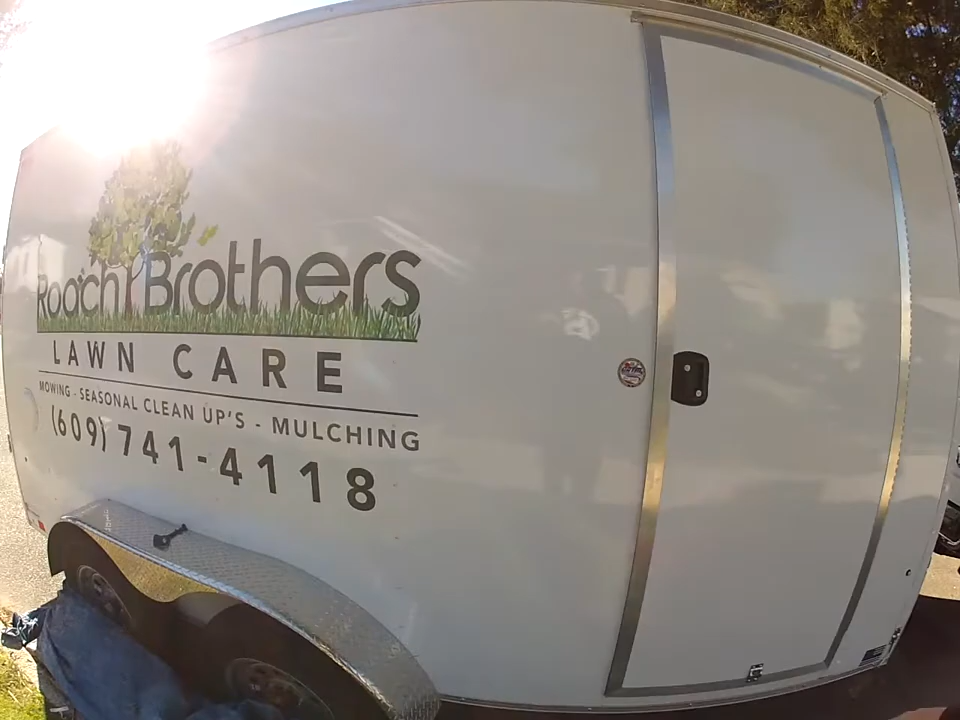 Roach Brothers
LAWN CARE
MOWING - SEASONAL CLEAN UP'S - MULCHING
(609) 741-4118